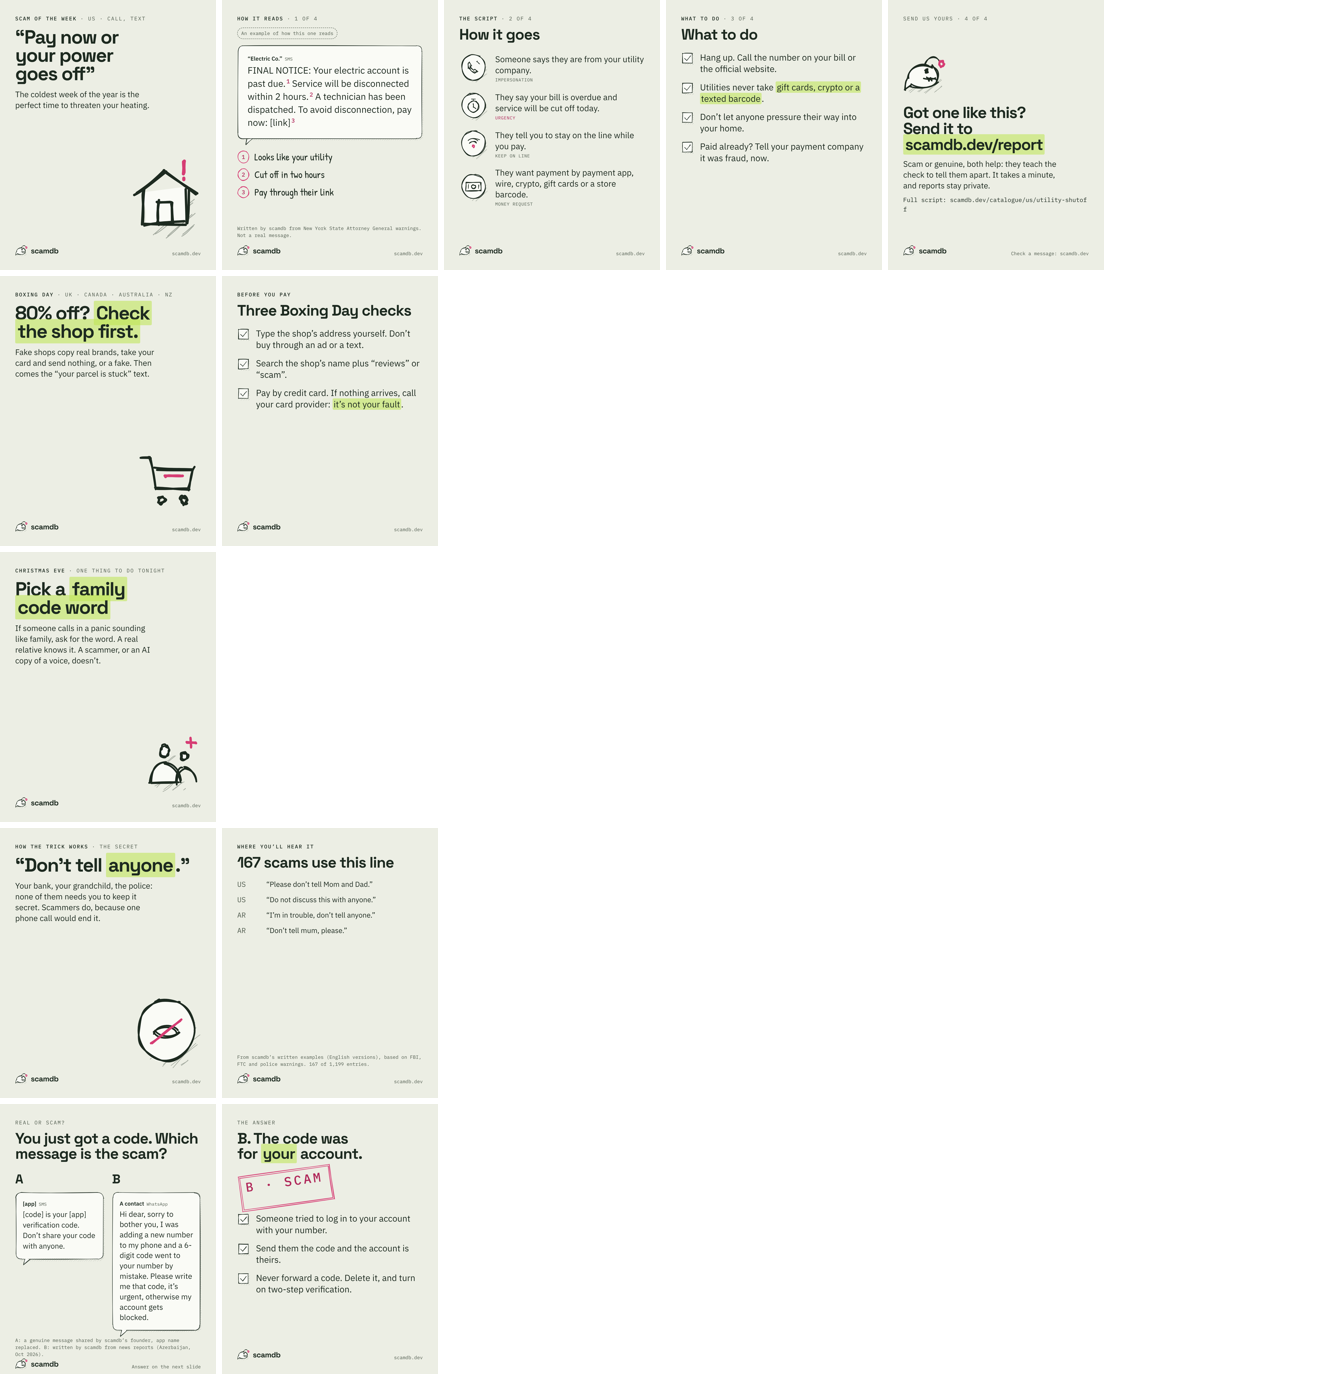 SCAM OF THE WEEK · US · CALL, TEXT
“Pay now or
your power
goes off”
The coldest week of the year is the
perfect time to threaten your heating.
scamdb
scamdb.dev
HOW IT READS · 1 OF 4
An example of how this one reads
“Electric Co.” SMS
FINAL NOTICE: Your electric account is
past due.1 Service will be disconnected
within 2 hours.2 A technician has been
dispatched. To avoid disconnection, pay
now: [link]3
1 Looks like your utility
2 Cut off in two hours
3 Pay through their link
Written by scamdb from New York State Attorney General warnings.
Not a real message.
scamdb
scamdb.dev
THE SCRIPT · 2 OF 4
How it goes
Someone says they are from your utility
company.
IMPERSONATION
They say your bill is overdue and
service will be cut off today.
URGENCY
They tell you to stay on the line while
you pay.
KEEP ON LINE
They want payment by payment app,
wire, crypto, gift cards or a store
barcode.
MONEY REQUEST
scamdb
scamdb.dev
WHAT TO DO · 3 OF 4
What to do
Hang up. Call the number on your bill or
the official website.
Utilities never take gift cards, crypto or a
texted barcode.
Don’t let anyone pressure their way into
your home.
Paid already? Tell your payment company
it was fraud, now.
scamdb
scamdb.dev
SEND US YOURS · 4 OF 4
Got one like this?
Send it to
scamdb.dev/report
Scam or genuine, both help: they teach the
check to tell them apart. It takes a minute,
and reports stay private.
Full script: scamdb.dev/catalogue/us/utility-shutof
f
scamdb
Check a message: scamdb.dev
BOXING DAY · UK · CANADA · AUSTRALIA · NZ
80% off? Check
the shop first.
Fake shops copy real brands, take your
card and send nothing, or a fake. Then
comes the “your parcel is stuck” text.
scamdb
scamdb.dev
BEFORE YOU PAY
Three Boxing Day checks
Type the shop’s address yourself. Don’t
buy through an ad or a text.
Search the shop’s name plus “reviews” or
“scam”.
Pay by credit card. If nothing arrives, call
your card provider: it’s not your fault.
scamdb
scamdb.dev
CHRISTMAS EVE · ONE THING TO DO TONIGHT
Pick a family
code word
If someone calls in a panic sounding
like family, ask for the word. A real
relative knows it. A scammer, or an AI
copy of a voice, doesn’t.
scamdb
scamdb.dev
HOW THE TRICK WORKS · THE SECRET
“Don’t tell anyone.”
Your bank, your grandchild, the police:
none of them needs you to keep it
secret. Scammers do, because one
phone call would end it.
scamdb
scamdb.dev
WHERE YOU’LL HEAR IT
167 scams use this line
US “Please don’t tell Mom and Dad.”
US “Do not discuss this with anyone.”
AR “I’m in trouble, don’t tell anyone.”
AR “Don’t tell mum, please.”
From scamdb’s written examples (English versions), based on FBI,
FTC and police warnings. 167 of 1,199 entries.
scamdb
scamdb.dev
REAL OR SCAM?
You just got a code. Which
message is the scam?
A
[app] SMS
[code] is your [app]
verification code.
Don’t share your code
with anyone.
B
A contact WhatsApp
Hi dear, sorry to
bother you, I was
adding a new number
to my phone and a 6-
digit code went to
your number by
mistake. Please write
me that code, it’s
urgent, otherwise my
account gets
blocked.
A: a genuine message shared by scamdb’s founder, app name
replaced. B: written by scamdb from news reports (Azerbaijan,
Oct 2024).
scamdb
Answer on the next slide
THE ANSWER
B. The code was
for your account.
B · SCAM
Someone tried to log in to your account
with your number.
Send them the code and the account is
theirs.
Never forward a code. Delete it, and turn
on two-step verification.
scamdb
scamdb.dev